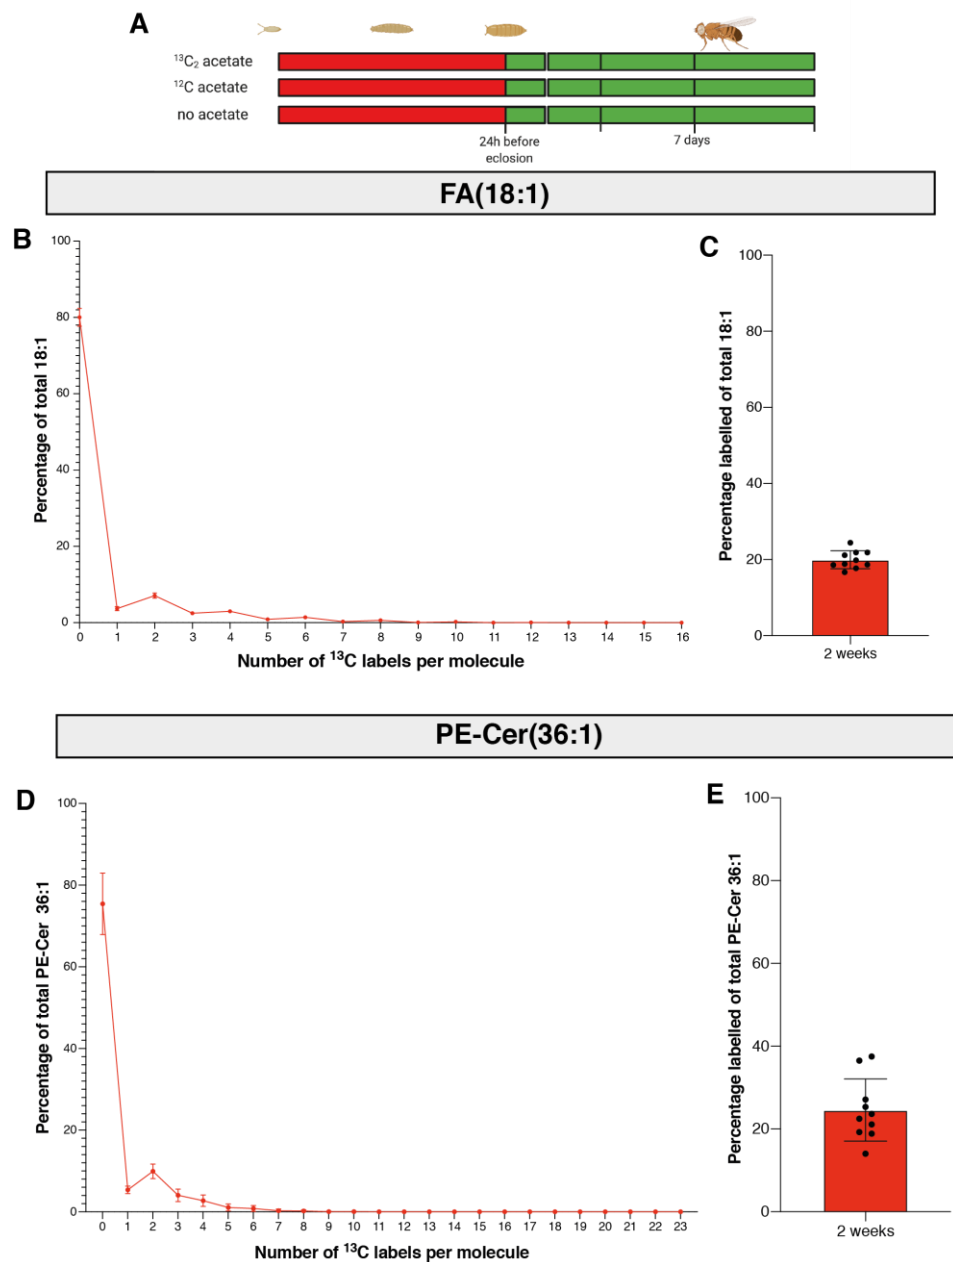 A
¹³C₂ acetate
¹²C acetate
no acetate
24h before
eclosion
7 days
FA(18:1)
B
Percentage of total 18:1
100
80
60
40
20
0
0 1 2 3 4 5 6 7 8 9 10 11 12 13 14 15 16
Number of ¹³C labels per molecule
C
Percentage labelled of total 18:1
100
80
60
40
20
0
2 weeks
PE-Cer(36:1)
D
Percentage of total PE-Cer 36:1
100
80
60
40
20
0
0 1 2 3 4 5 6 7 8 9 10 11 12 13 14 15 16 17 18 19 20 21 22 23
Number of ¹³C labels per molecule
E
Percentage labelled of total PE-Cer 36:1
100
80
60
40
20
0
2 weeks